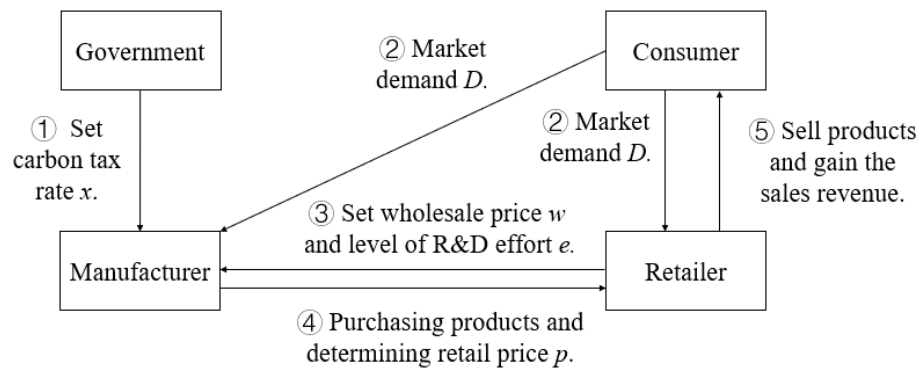 Government
Consumer
② Market
demand D.
① Set
carbon tax
rate x.
② Market
demand D.
⑤ Sell products
and gain the
sales revenue.
③ Set wholesale price w
and level of R&D effort e.
Manufacturer
Retailer
④ Purchasing products and
determining retail price p.